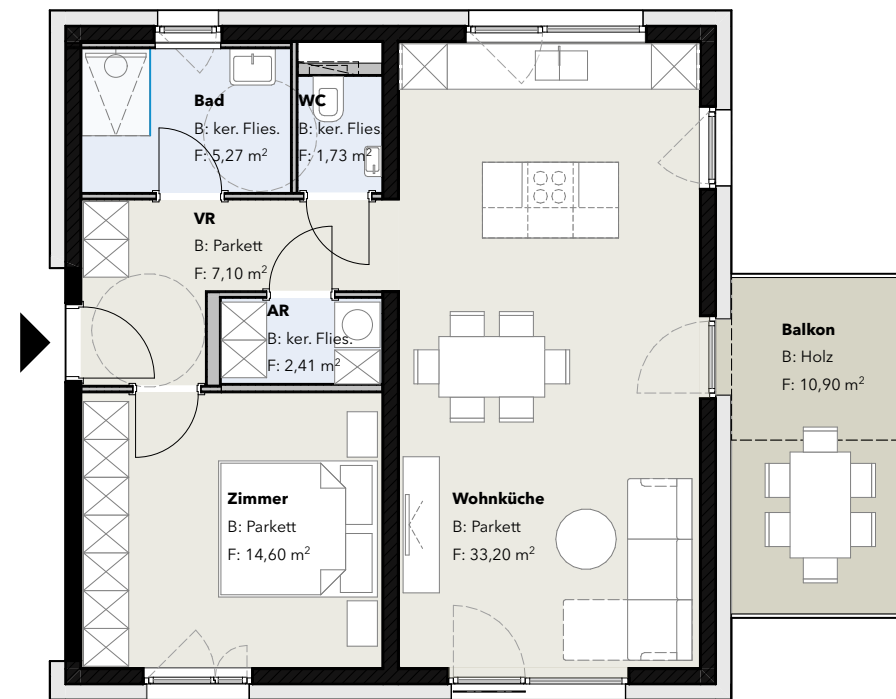 Bad
B: ker. Flies.
F: 5,27 m²
WC
B: ker. Flies.
F: 1,73 m²
VR
B: Parkett
F: 7,10 m²
AR
B: ker. Flies.
F: 2,41 m²
Balkon
B: Holz
F: 10,90 m²
Zimmer
B: Parkett
F: 14,60 m²
Wohnküche
B: Parkett
F: 33,20 m²